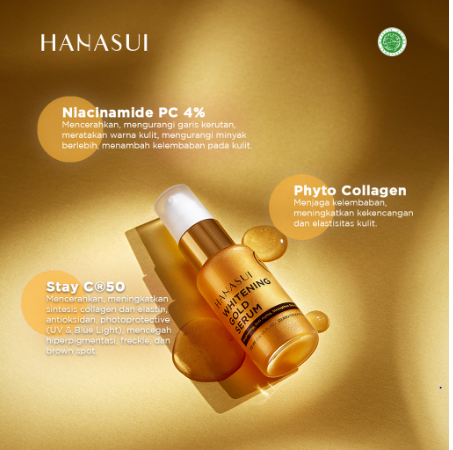 HANASUI
Niacinamide PC 4%
Mencerahkan, mengurangi garis kerutan,
meratakan warna kulit, mengurangi minyak
berlebih, menambah kelembaban pada kulit.
Phyto Collagen
Menjaga kelembaban,
meningkatkan kekencangan
dan elastisitas kulit.
Stay C®50
Mencerahkan, meningkatkan
sintesis collagen dan elastin,
antioksidan, photoprotective
(UV & Blue Light), mencegah
hiperpigmentasi, freckle, dan
brown spot.
HANASUI
WHITENING
GOLD
SERUM